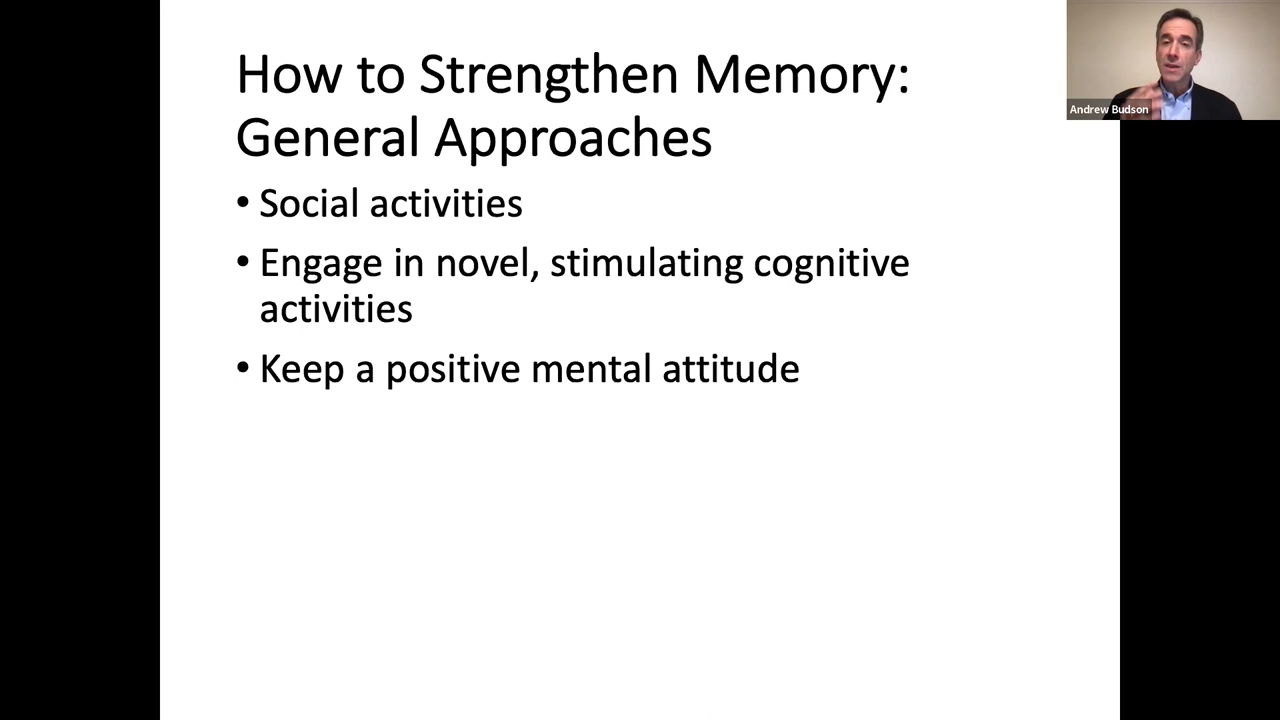 How to Strengthen Memory:
General Approaches
• Social activities
• Engage in novel, stimulating cognitive
activities
• Keep a positive mental attitude
Andrew Budson